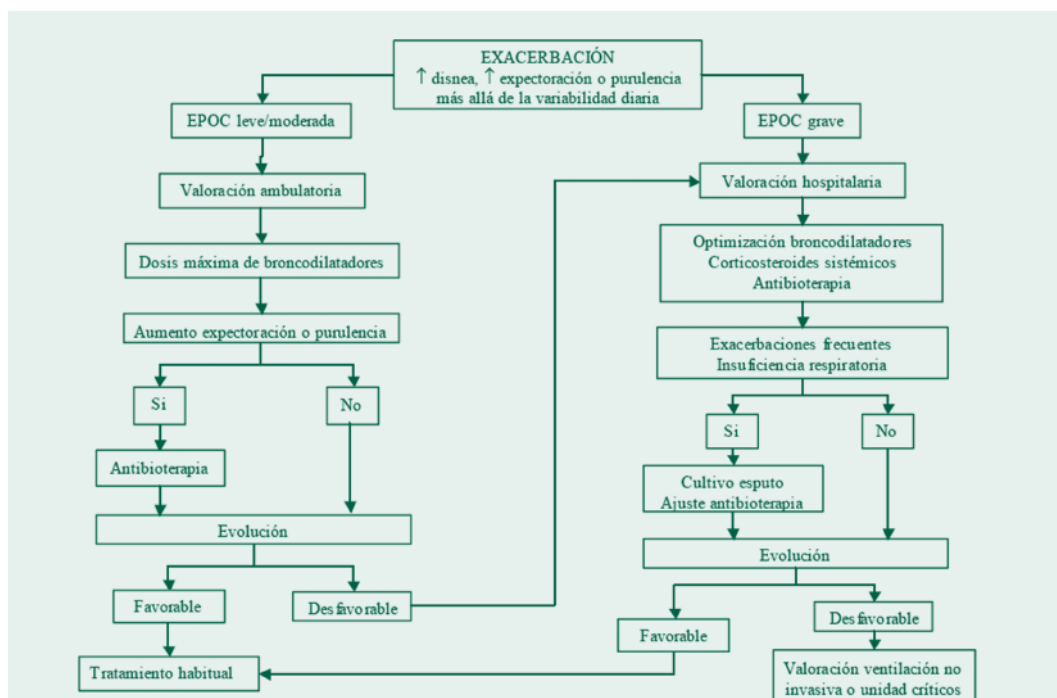 EXACERBACIÓN
↑ disnea, ↑ expectoración o purulencia
más allá de la variabilidad diaria
EPOC leve/moderada
EPOC grave
Valoración ambulatoria
Valoración hospitalaria
Dosis máxima de broncodilatadores
Optimización broncodilatadores
Corticosteroides sistémicos
Antibioterapia
Aumento expectoración o purulencia
Exacerbaciones frecuentes
Insuficiencia respiratoria
Si
No
Si
No
Antibioterapia
Cultivo esputo
Ajuste antibioterapia
Evolución
Evolución
Favorable
Desfavorable
Favorable
Desfavorable
Tratamiento habitual
Valoración ventilación no
invasiva o unidad críticos